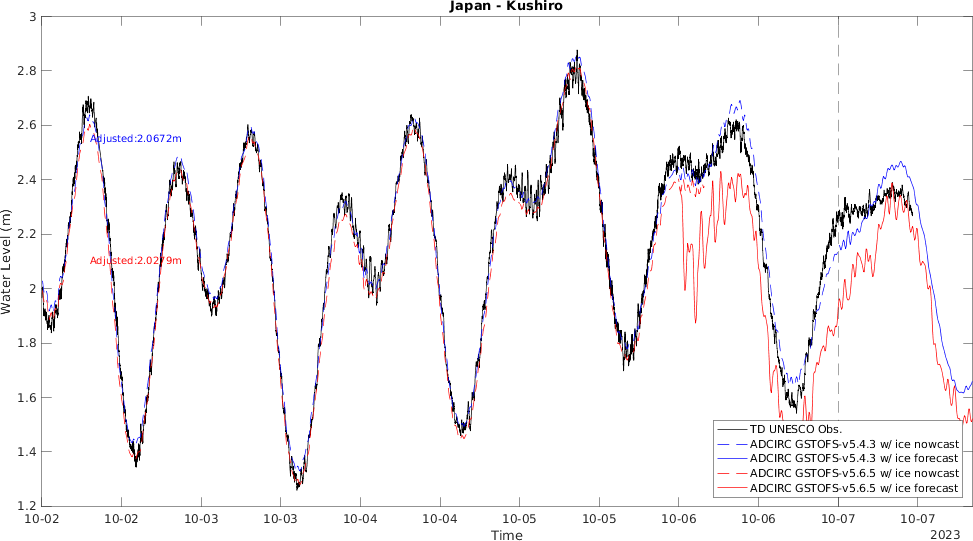 Japan - Kushiro
Water Level (m)
3
2.8
2.6
2.4
2.2
2
1.8
1.6
1.4
1.2
Adjusted:2.0672m
Adjusted:2.0279m
TD UNESCO Obs.
ADCIRC GSTOFS-v5.4.3 w/ ice nowcast
ADCIRC GSTOFS-v5.4.3 w/ ice forecast
ADCIRC GSTOFS-v5.6.5 w/ ice nowcast
ADCIRC GSTOFS-v5.6.5 w/ ice forecast
10-02 10-02 10-03 10-03 10-04 10-04 10-05 10-05 10-06 10-06 10-07 10-07
Time
2023